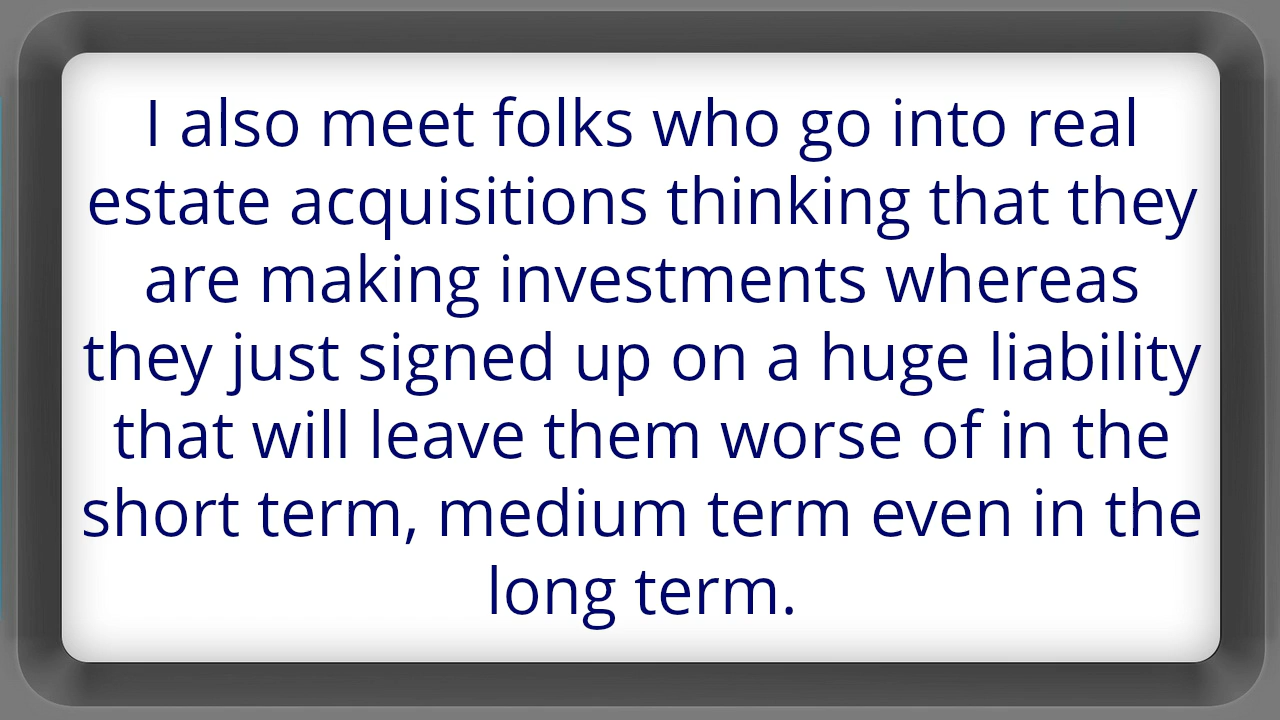 I also meet folks who go into real
estate acquisitions thinking that they
are making investments whereas
they just signed up on a huge liability
that will leave them worse of in the
short term, medium term even in the
long term.